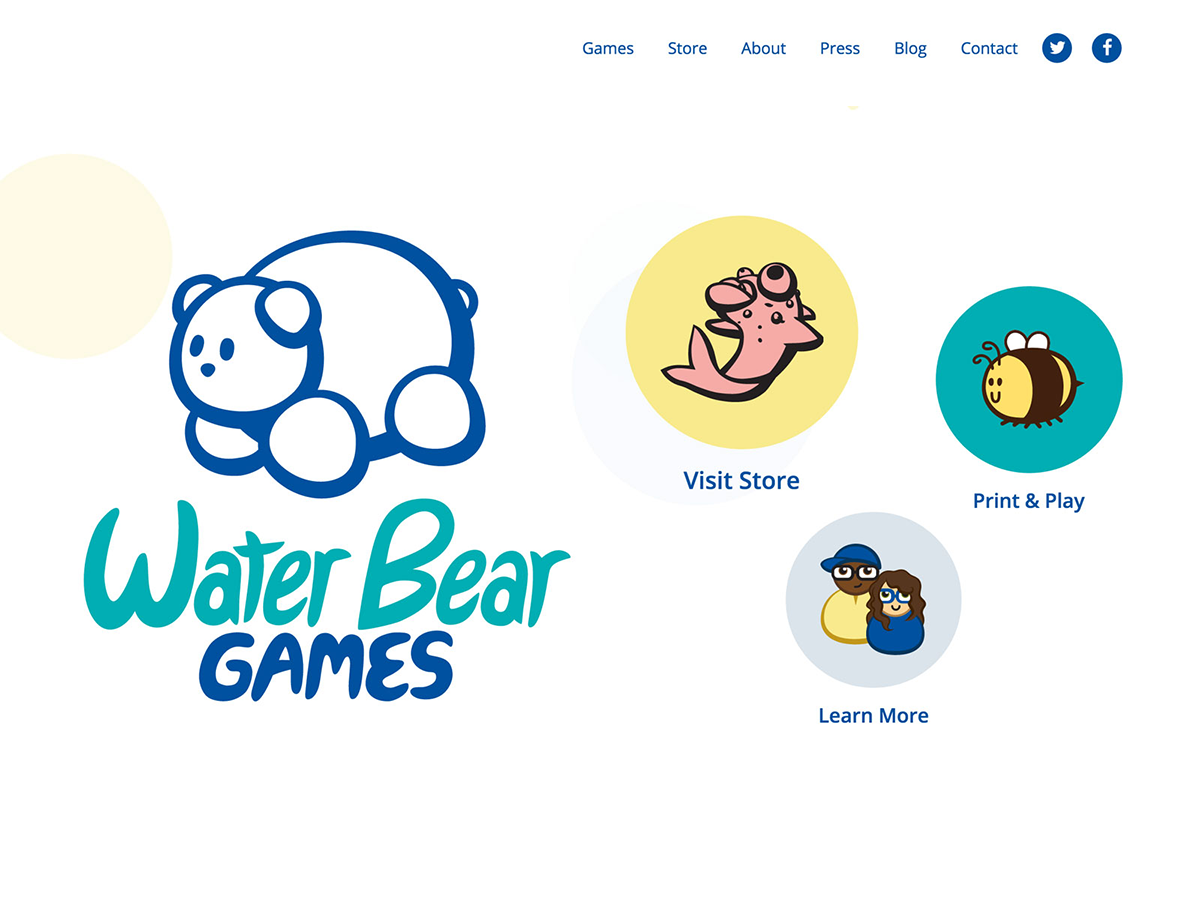 Games Store About Press Blog Contact
Water Bear
GAMES
Visit Store
Print & Play
Learn More